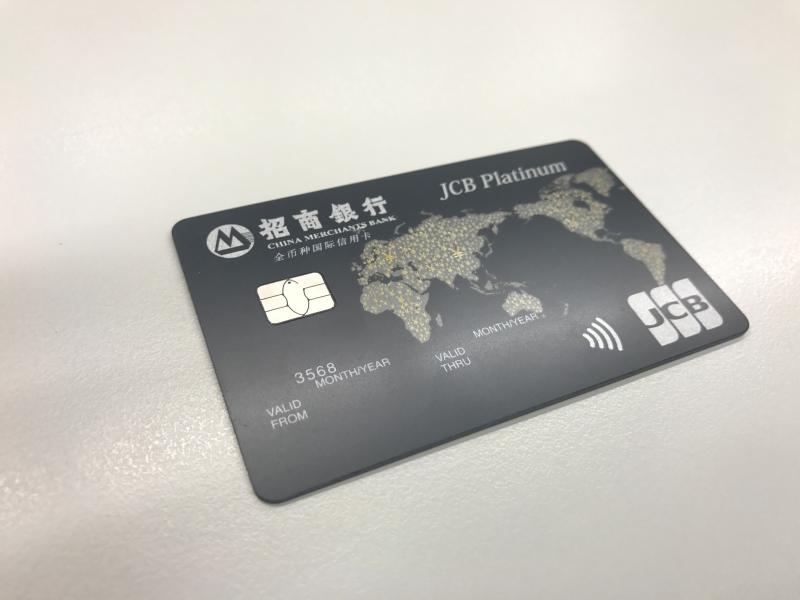 JCB Platinum
招商银行
CHINA MERCHANTS BANK
全币种国际信用卡
3568
MONTH/YEAR
VALID
FROM
MONTH/YEAR
VALID
THRU
JCB